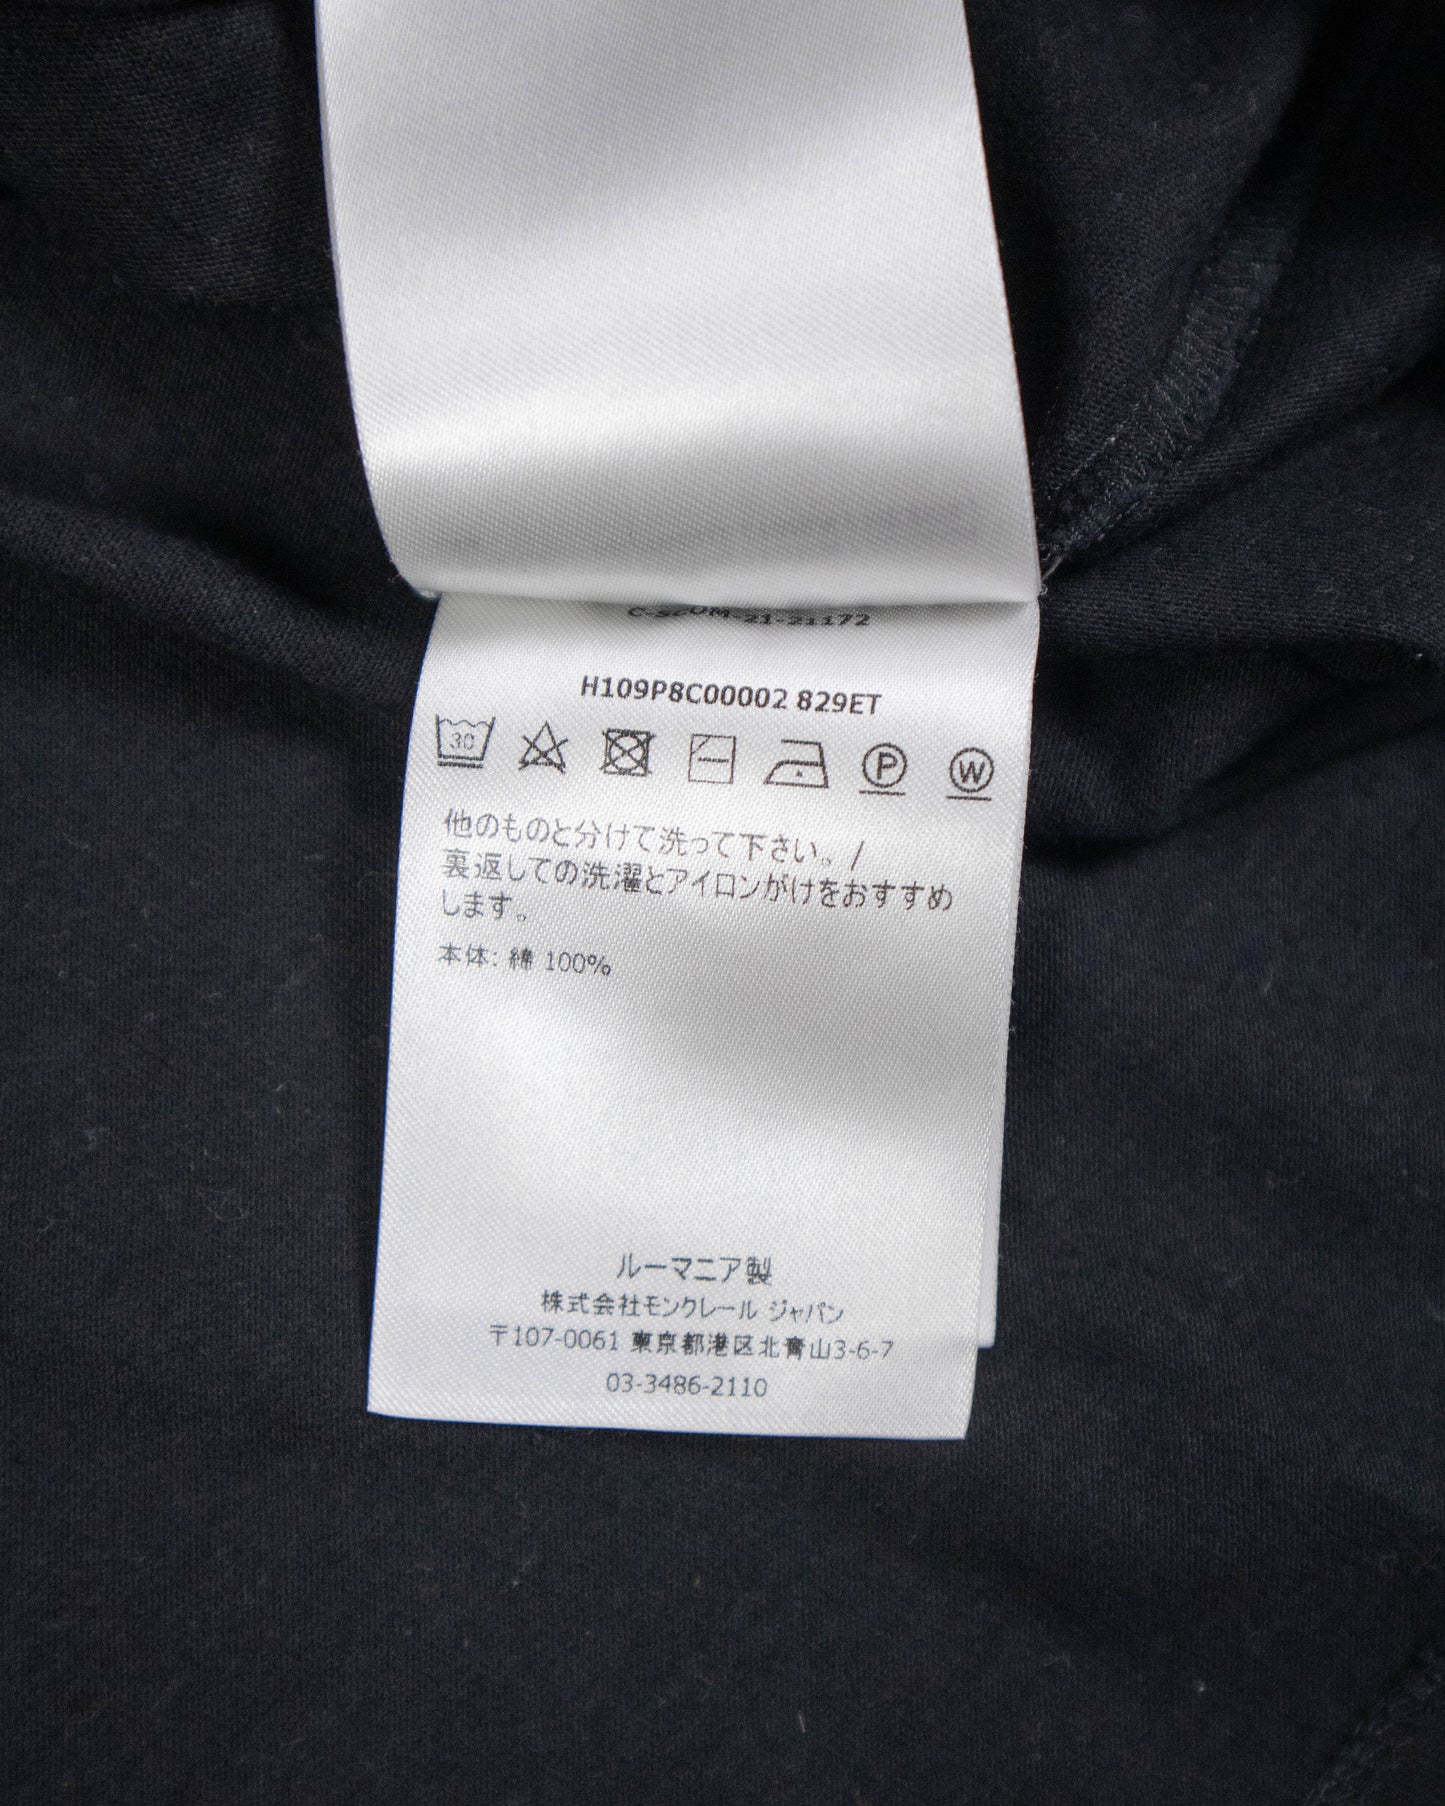 H109P8C00002 829ET
30
P
W
他のものと分けて洗って下さい。/
裏返しての洗濯とアイロンがけをおすすめ
します。
本体: 綿 100%
ルーマニア製
株式会社モンクレール ジャパン
〒107-0061 東京都港区北青山3-6-7
03-3486-2110